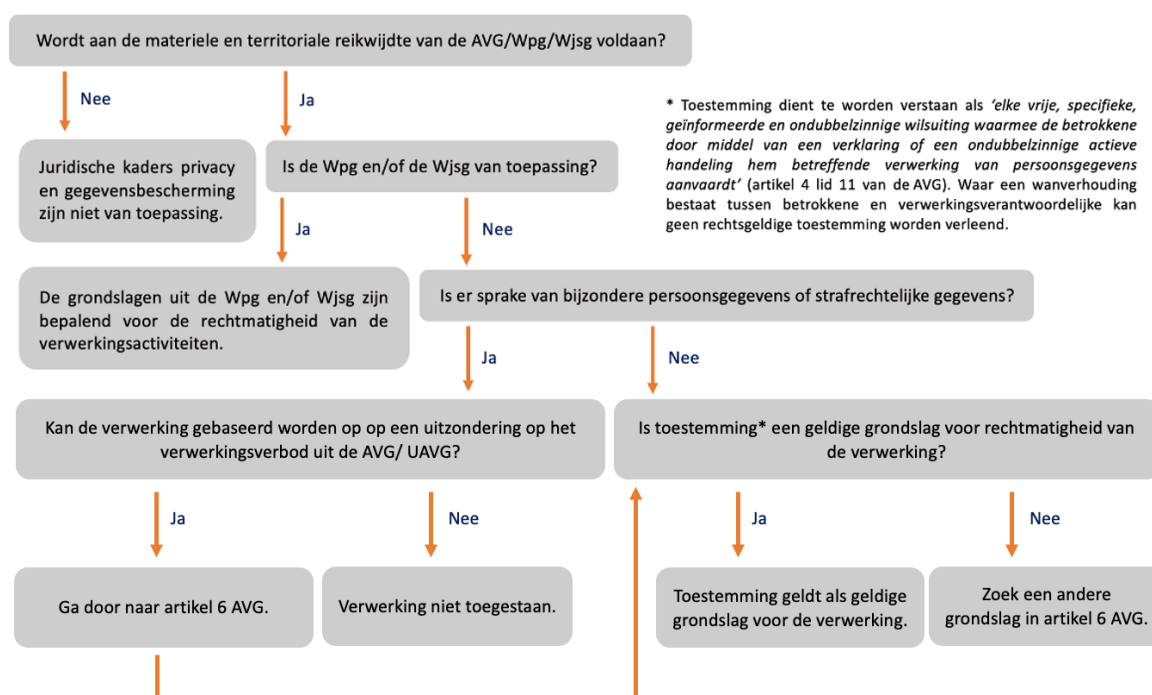 Wordt aan de materiele en territoriale reikwijdte van de AVG/Wpg/Wjsg voldaan?
Nee
Ja
* Toestemming dient te worden verstaan als ‘elke vrije, specifieke,
geïnformeerde en ondubbelzinnige wilsuiting waarmee de betrokkene
door middel van een verklaring of een ondubbelzinnige actieve
handeling hem betreffende verwerking van persoonsgegevens
aanvaardt’ (artikel 4 lid 11 van de AVG). Waar een wanverhouding
bestaat tussen betrokkene en verwerkingsverantwoordelijke kan
geen rechtsgeldige toestemming worden verleend.
Juridische kaders privacy
en gegevensbescherming
zijn niet van toepassing.
Is de Wpg en/of de Wjsg van toepassing?
Ja
Nee
De grondslagen uit de Wpg en/of Wjsg zijn
bepalend voor de rechtmatigheid van de
verwerkingsactiviteiten.
Is er sprake van bijzondere persoonsgegevens of strafrechtelijke gegevens?
Ja
Nee
Kan de verwerking gebaseerd worden op op een uitzondering op het
verwerkingsverbod uit de AVG/ UAVG?
Is toestemming* een geldige grondslag voor rechtmatigheid van
de verwerking?
Ja
Nee
Ja
Nee
Ga door naar artikel 6 AVG.
Verwerking niet toegestaan.
Toestemming geldt als geldige
grondslag voor de verwerking.
Zoek een andere
grondslag in artikel 6 AVG.